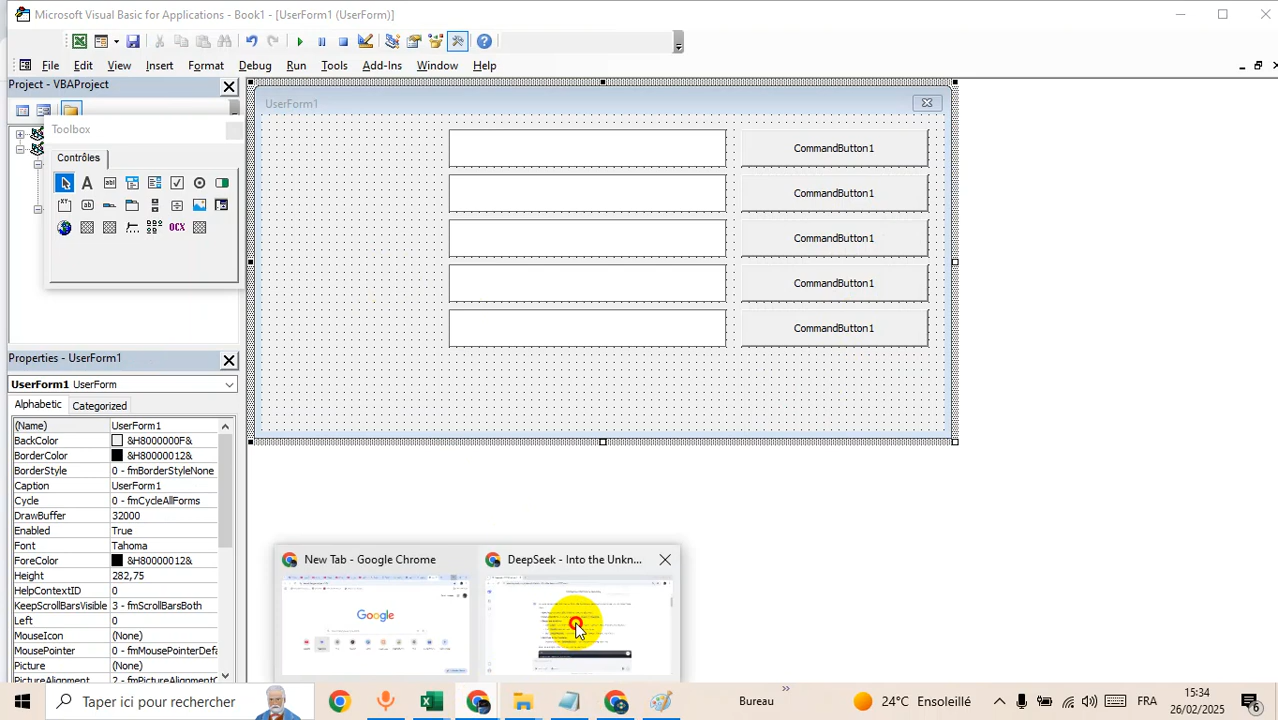 Microsoft Visual Basic for Applications - Book1 - [UserForm1 (UserForm)]
File Edit View Insert Format Debug Run Tools Add-Ins Window Help
Project - VBAProject
Toolbox
Contrôles
OCX
UserForm1
CommandButton1
CommandButton1
CommandButton1
CommandButton1
CommandButton1
Properties - UserForm1
UserForm1 UserForm
Alphabetic Categorized
(Name) UserForm1
BackColor &H8000000F&
BorderColor &H80000012&
BorderStyle 0 - fmBorderStyleNone
Caption UserForm1
Cycle 0 - fmCycleAllForms
DrawBuffer 32000
Enabled True
Font Tahoma
ForeColor &H80000012&
Height 282,75
HelpContextID 0
KeepScrollBarsVisible 3 - fmScrollBarsBoth
Left 0
MouseIcon (None)
MousePointer 0 - fmMousePointerDefa
Picture (None)
PictureAlignment 2 - fmPictureAlignmen
New Tab - Google Chrome
DeepSeek - Into the Unkn...
Google
Taper ici pour rechercher
Bureau
24°C Ensoleillé
FRA
15:34
26/02/2025
6